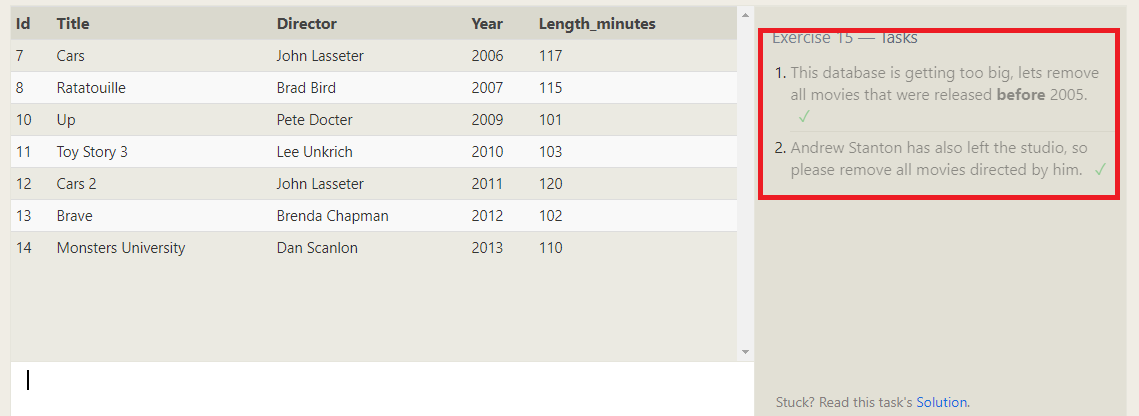 Id Title Director Year Length_minutes
7 Cars John Lasseter 2006 117
8 Ratatouille Brad Bird 2007 115
10 Up Pete Docter 2009 101
11 Toy Story 3 Lee Unkrich 2010 103
12 Cars 2 John Lasseter 2011 120
13 Brave Brenda Chapman 2012 102
14 Monsters University Dan Scanlon 2013 110
Exercise 15 — Tasks
1. This database is getting too big, lets remove
all movies that were released before 2005.
✓
2. Andrew Stanton has also left the studio, so
please remove all movies directed by him. ✓
Stuck? Read this task's Solution.